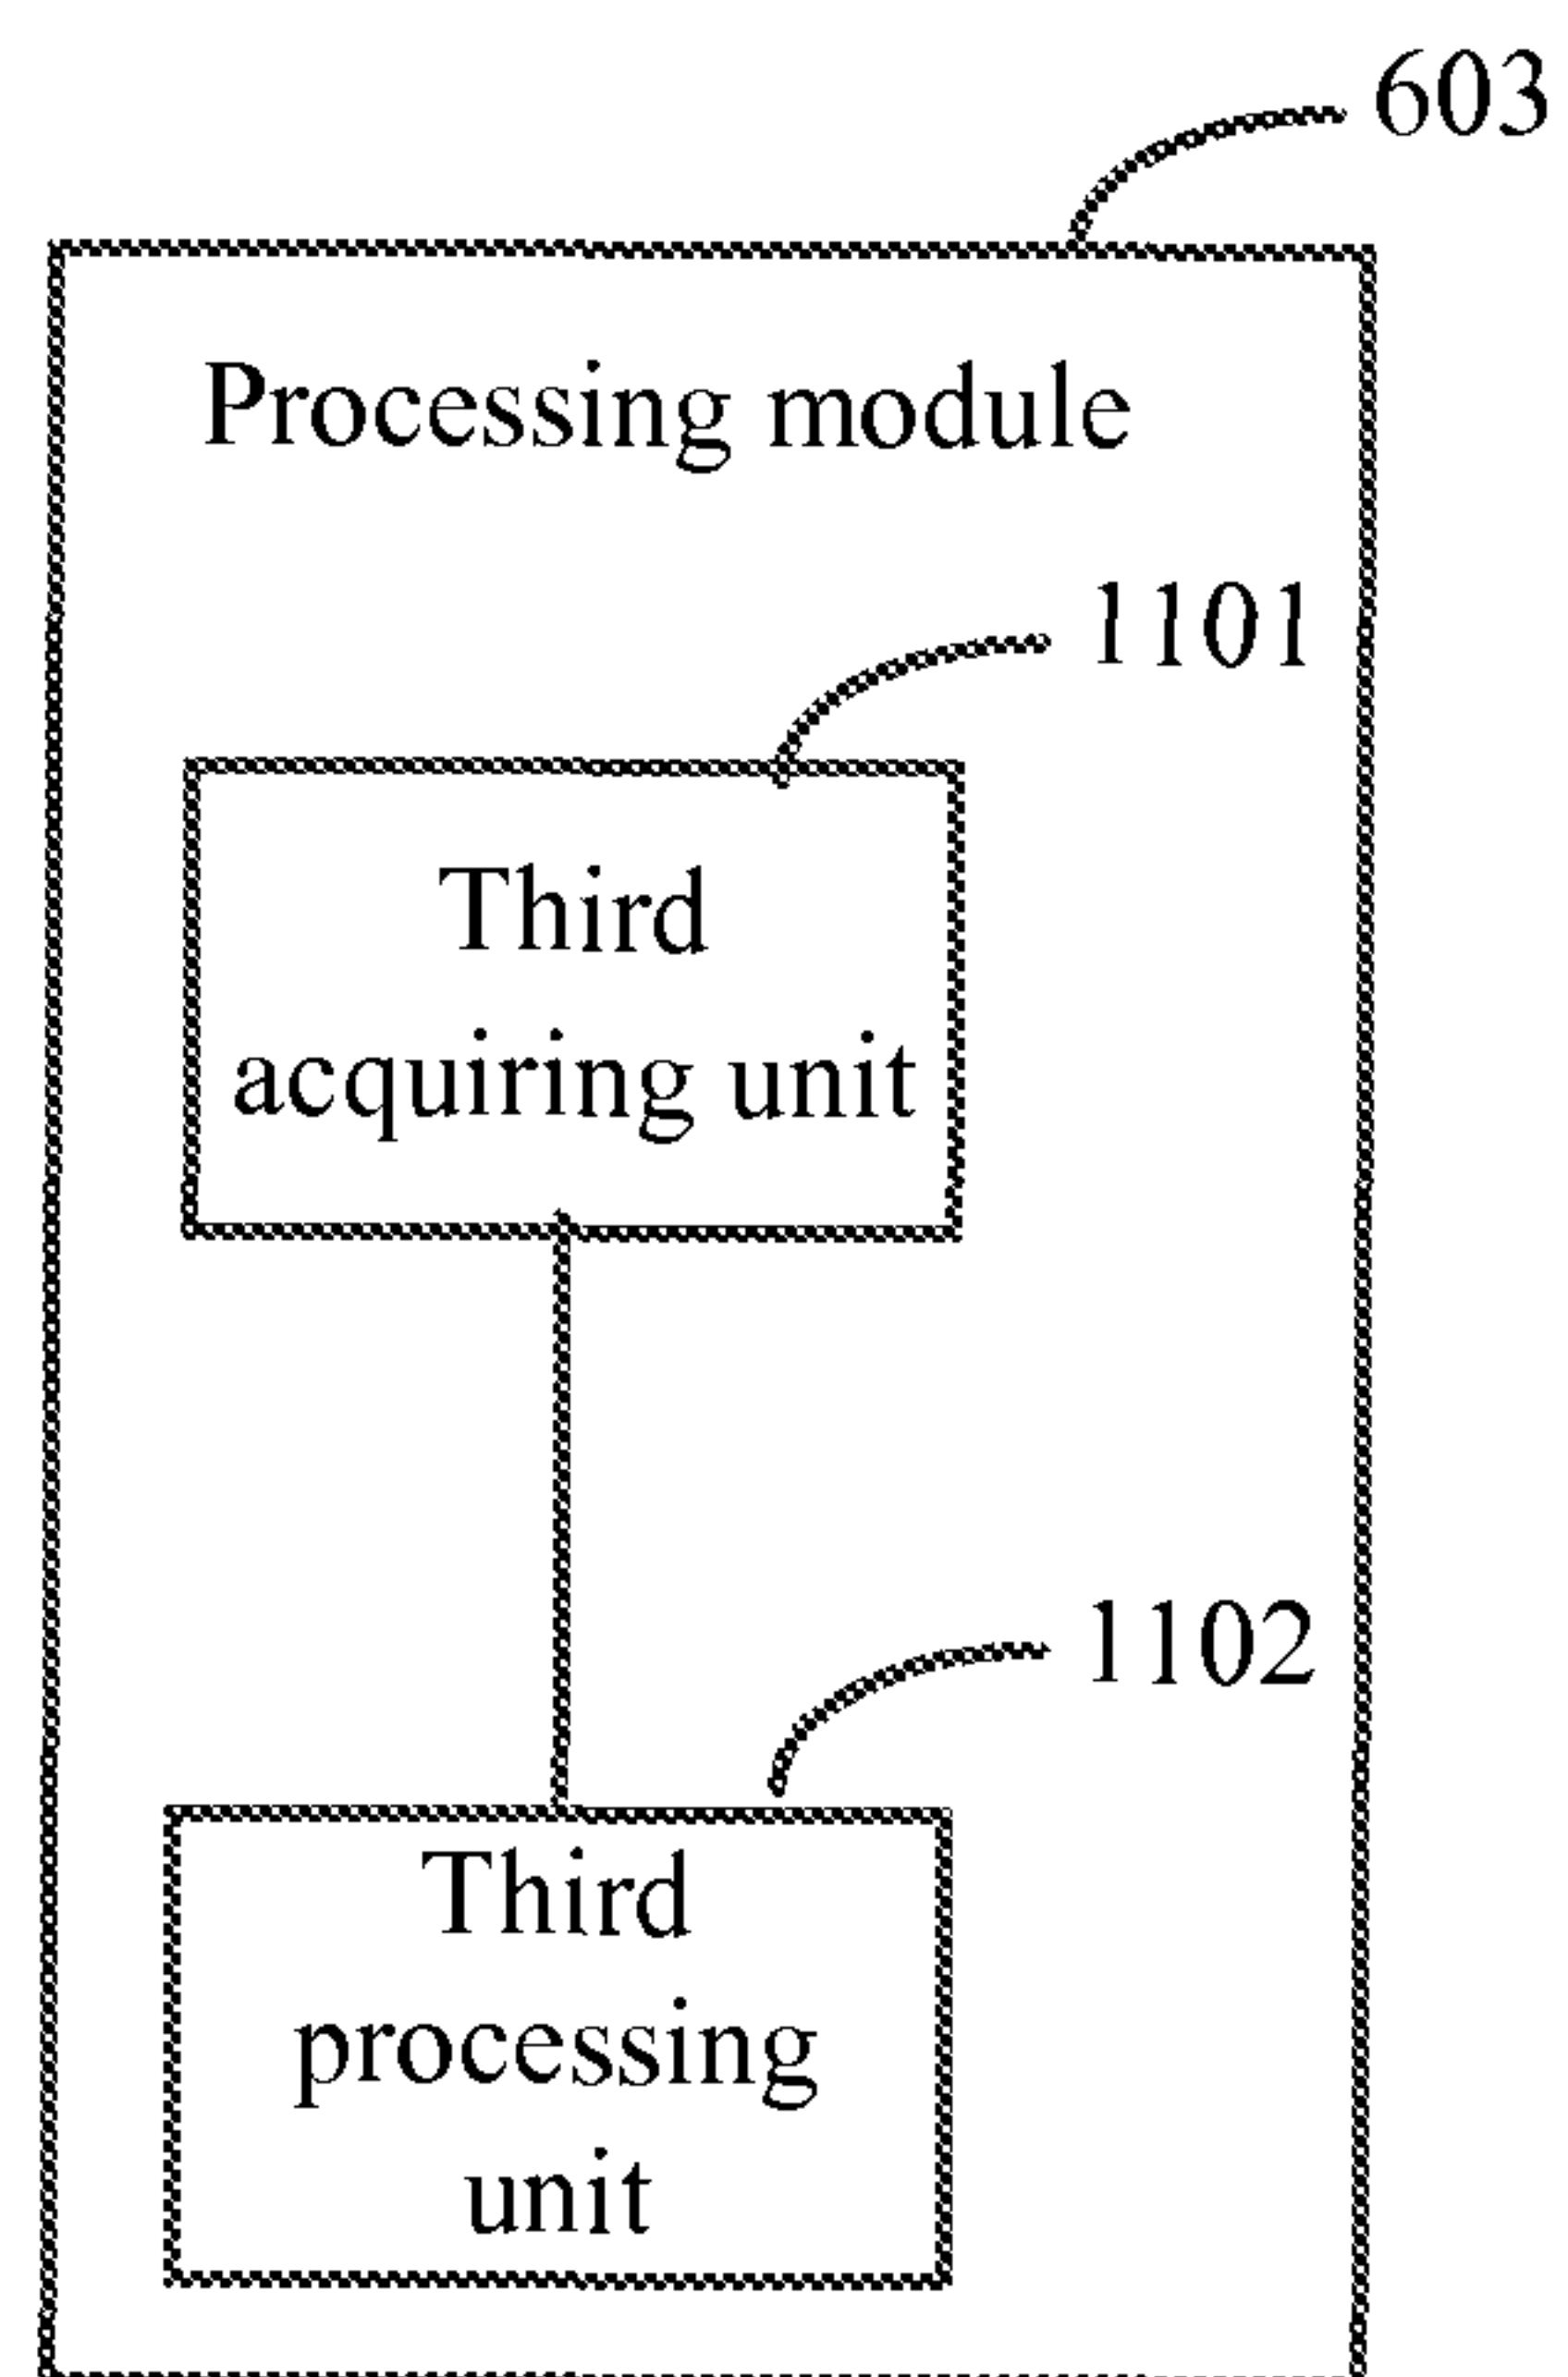 603
Processing module
1101
Third
acquiring unit
1102
Third
processing
unit